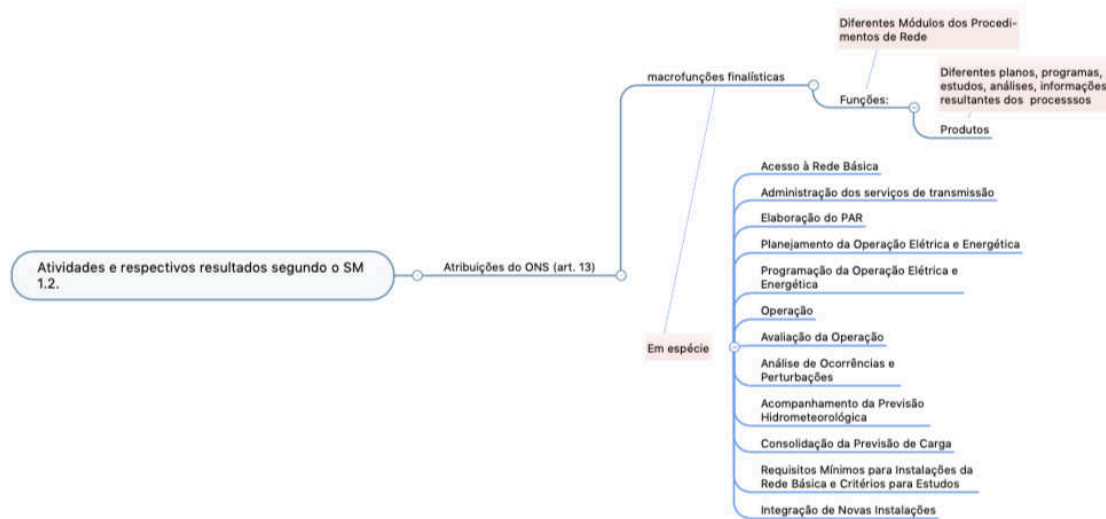 Diferentes Módulos dos Procedi-
mentos de Rede
macrofunções finalísticas
Diferentes planos, programas,
estudos, análises, informações
resultantes dos processsos
Funções:
Produtos
Acesso à Rede Básica
Administração dos serviços de transmissão
Elaboração do PAR
Planejamento da Operação Elétrica e Energética
Atividades e respectivos resultados segundo o SM
1.2.
Atribuições do ONS (art. 13)
Programação da Operação Elétrica e
Energética
Operação
Em espécie
Avaliação da Operação
Análise de Ocorrências e
Perturbações
Acompanhamento da Previsão
Hidrometeorológica
Consolidação da Previsão de Carga
Requisitos Mínimos para Instalações da
Rede Básica e Critérios para Estudos
Integração de Novas Instalações